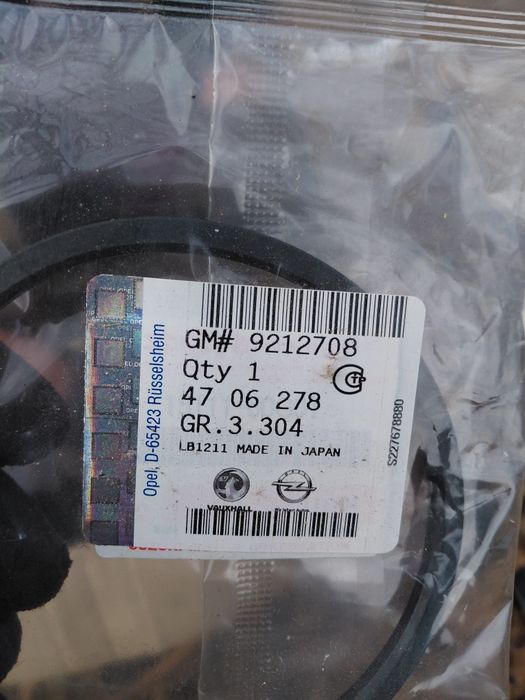 Opel, D-65423 Rüsselsheim
GM# 9212708
Qty 1
47 06 278
GR.3.304
LB1211 MADE IN JAPAN
S227678880
VAUXHALL